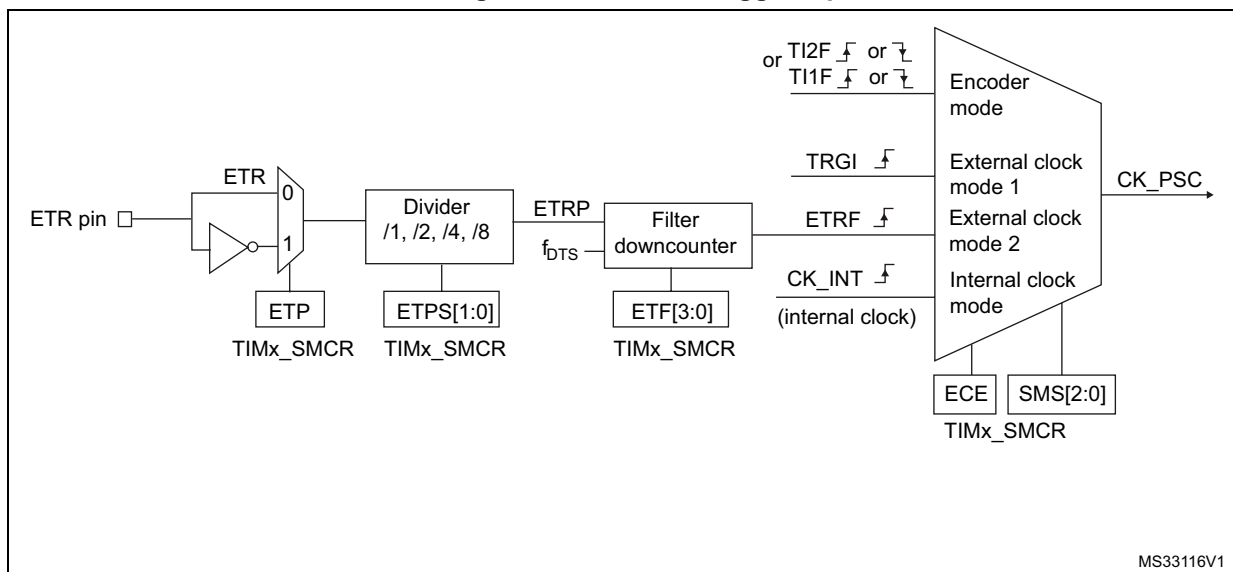 or TI2F or
TI1F or
Encoder
mode
TRGI
External clock
mode 1
CK_PSC
ETR
0
ETR pin
1
Divider
/1, /2, /4, /8
ETRP
fDTS
Filter
downcounter
ETRF
External clock
mode 2
CK_INT
(internal clock)
Internal clock
mode
ETP
TIMx_SMCR
ETPS[1:0]
TIMx_SMCR
ETF[3:0]
TIMx_SMCR
ECE
SMS[2:0]
TIMx_SMCR
MS33116V1